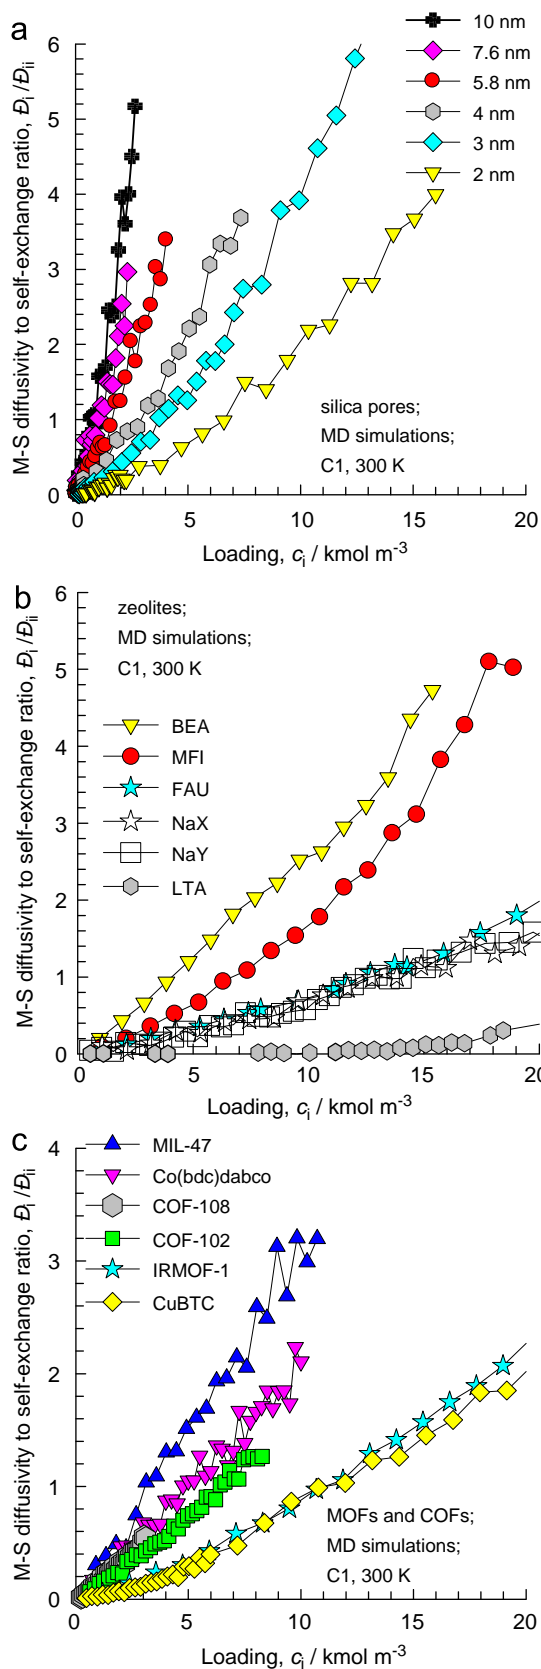 a
10 nm
7.6 nm
5.8 nm
4 nm
3 nm
2 nm
M-S diffusivity to self-exchange ratio, Đi /Đii
6
5
4
3
2
1
0
silica pores;
MD simulations;
C1, 300 K
0 5 10 15 20
Loading, ci / kmol m-3
b
zeolites;
MD simulations;
C1, 300 K
BEA
MFI
FAU
NaX
NaY
LTA
M-S diffusivity to self-exchange ratio, Đi /Đii
6
5
4
3
2
1
0
0 5 10 15 20
Loading, ci / kmol m-3
c
MIL-47
Co(bdc)dabco
COF-108
COF-102
IRMOF-1
CuBTC
M-S diffusivity to self-exchange ratio, Đi /Đii
4
3
2
1
0
MOFs and COFs;
MD simulations;
C1, 300 K
0 5 10 15 20
Loading, ci / kmol m-3